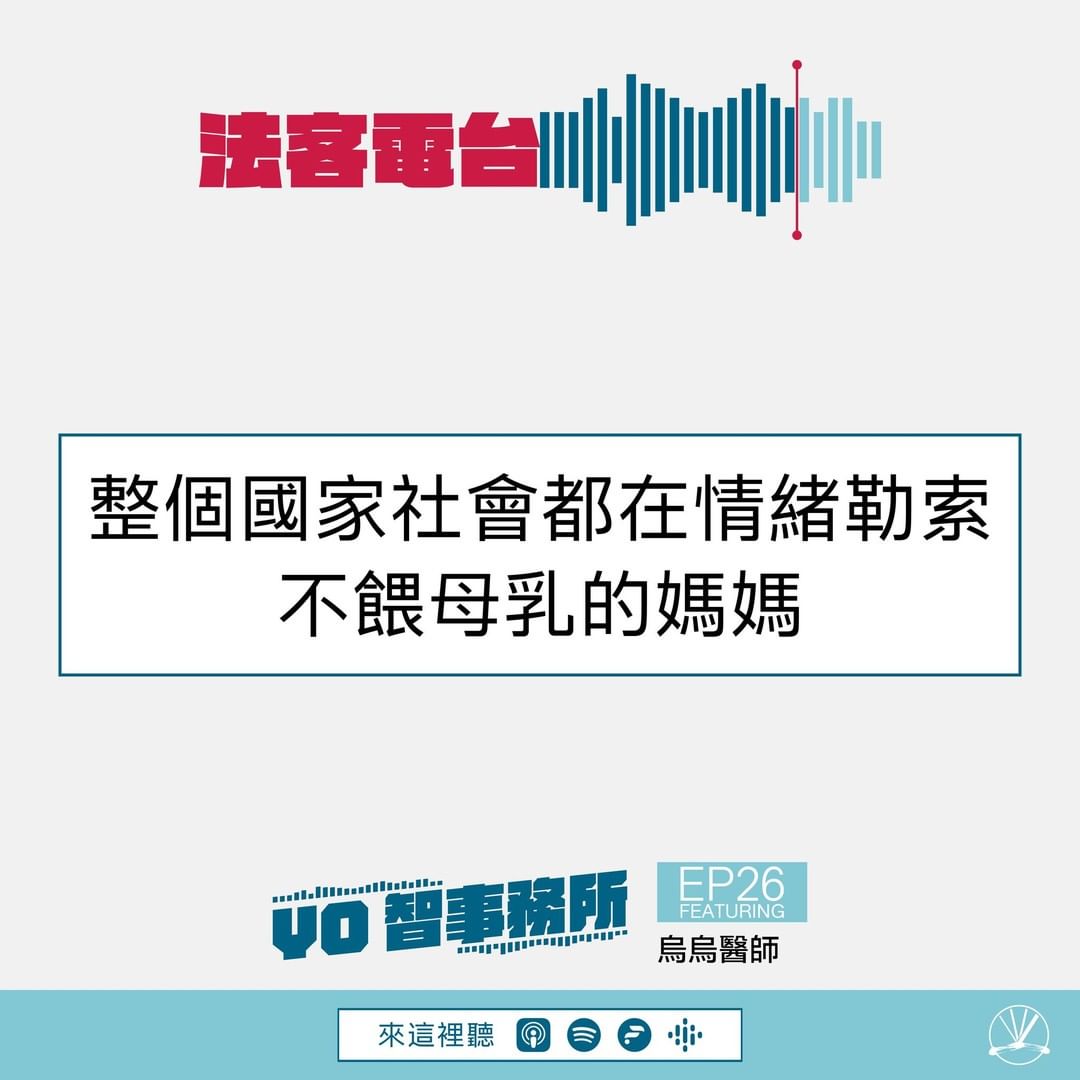 法客電台
整個國家社會都在情緒勒索
不餵母乳的媽媽
YO 智事務所
EP26
FEATURING
烏烏醫師
來這裡聽